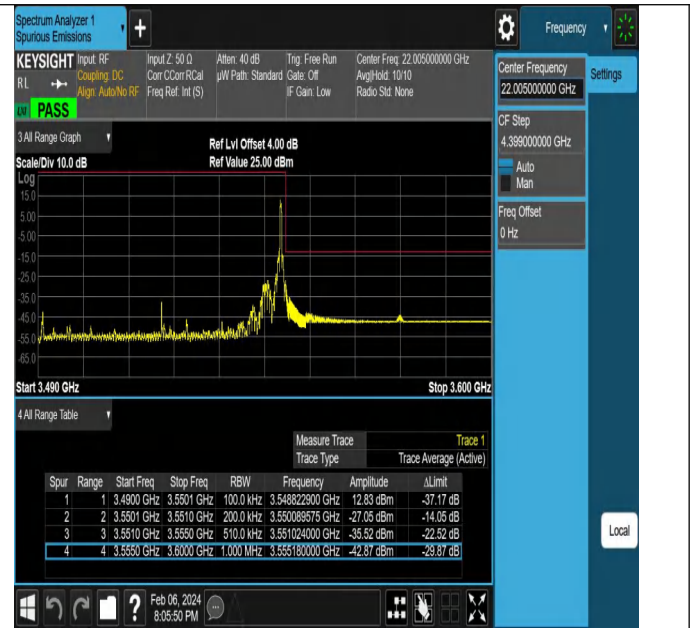 Spectrum Analyzer 1
Spurious Emissions
+
Frequency
KEYSIGHT
RL
Input: RF
Coupling: DC
Align: Auto/No RF
Input Z: 50 Ω
Corr CCorr RCal
Freq Ref: Int (S)
Atten: 40 dB
µW Path: Standard
Trig: Free Run
Gate: Off
IF Gain: Low
Center Freq: 22.005000000 GHz
Avg|Hold: 10/10
Radio Std: None
LXI PASS
Center Frequency
22.005000000 GHz
Settings
CF Step
4.399000000 GHz
Auto
Man
Freq Offset
0 Hz
3 All Range Graph
Ref Lvl Offset 4.00 dB
Scale/Div 10.0 dB
Ref Value 25.00 dBm
Log
15.0
5.00
-5.00
-15.0
-25.0
-35.0
-45.0
-55.0
-65.0
Start 3.490 GHz
Stop 3.600 GHz
4 All Range Table
Measure Trace Trace 1
Trace Type Trace Average (Active)
Spur Range Start Freq Stop Freq RBW Frequency Amplitude ΔLimit
1 1 3.4900 GHz 3.5501 GHz 100.0 kHz 3.548822900 GHz 12.83 dBm -37.17 dB
2 2 3.5501 GHz 3.5510 GHz 200.0 kHz 3.550089575 GHz -27.05 dBm -14.05 dB
3 3 3.5510 GHz 3.5550 GHz 510.0 kHz 3.551024000 GHz -35.52 dBm -22.52 dB
4 4 3.5550 GHz 3.6000 GHz 1.000 MHz 3.555180000 GHz -42.87 dBm -29.87 dB
Local
?
Feb 06, 2024
8:05:50 PM